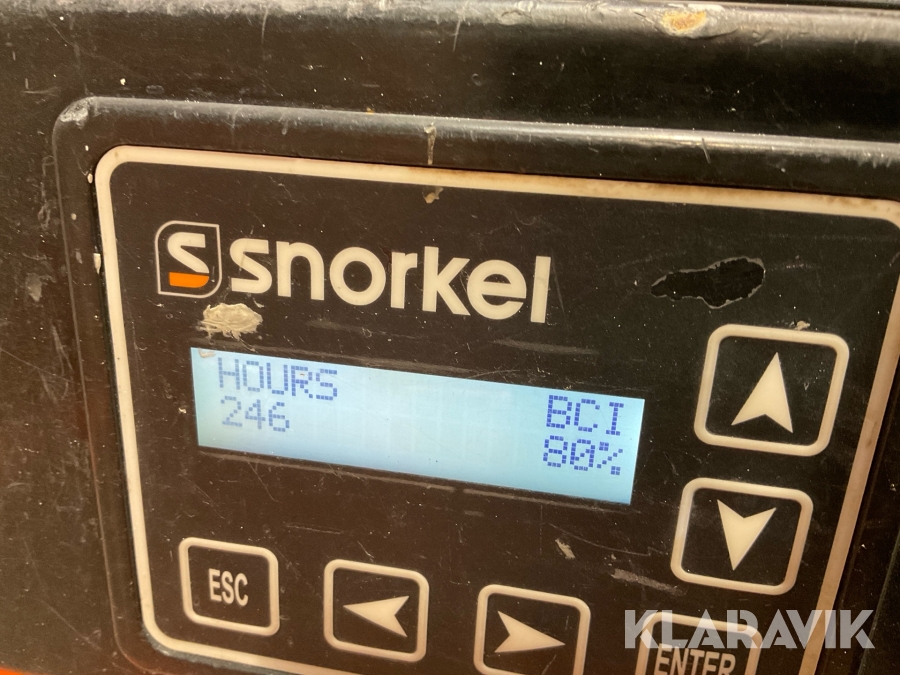 snorkel
HOURS
BCI
246
80%
ESC
ENTER
KLARAVIK